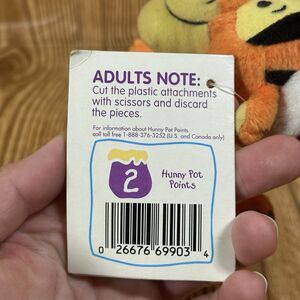 ADULTS NOTE:
Cut the plastic attachments
with scissors and discard
the pieces.
For information about Hunny Pot Points
call toll free 1-888-376-3252 (U.S. and Canada only)
2
Hunny Pot
Points
0 26676 69903 4